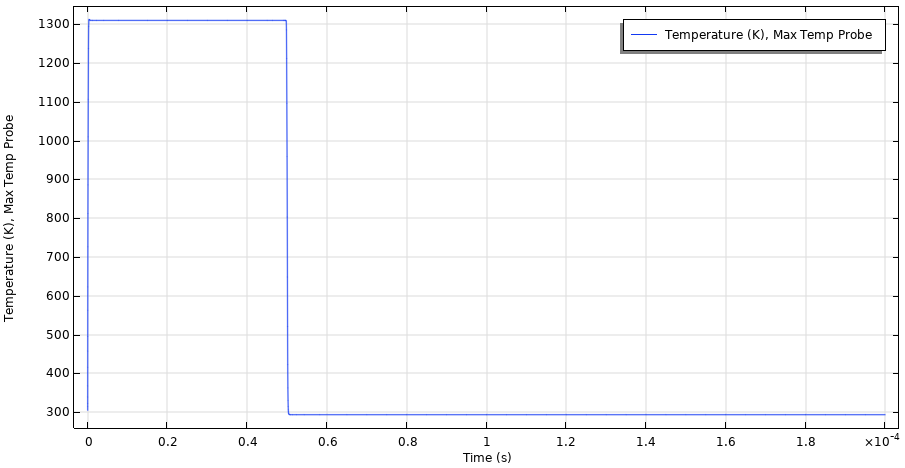 Temperature (K), Max Temp Probe
Temperature (K), Max Temp Probe
1300
1200
1100
1000
900
800
700
600
500
400
300
0 0.2 0.4 0.6 0.8 1 1.2 1.4 1.6 1.8 ×10⁻⁴
Time (s)